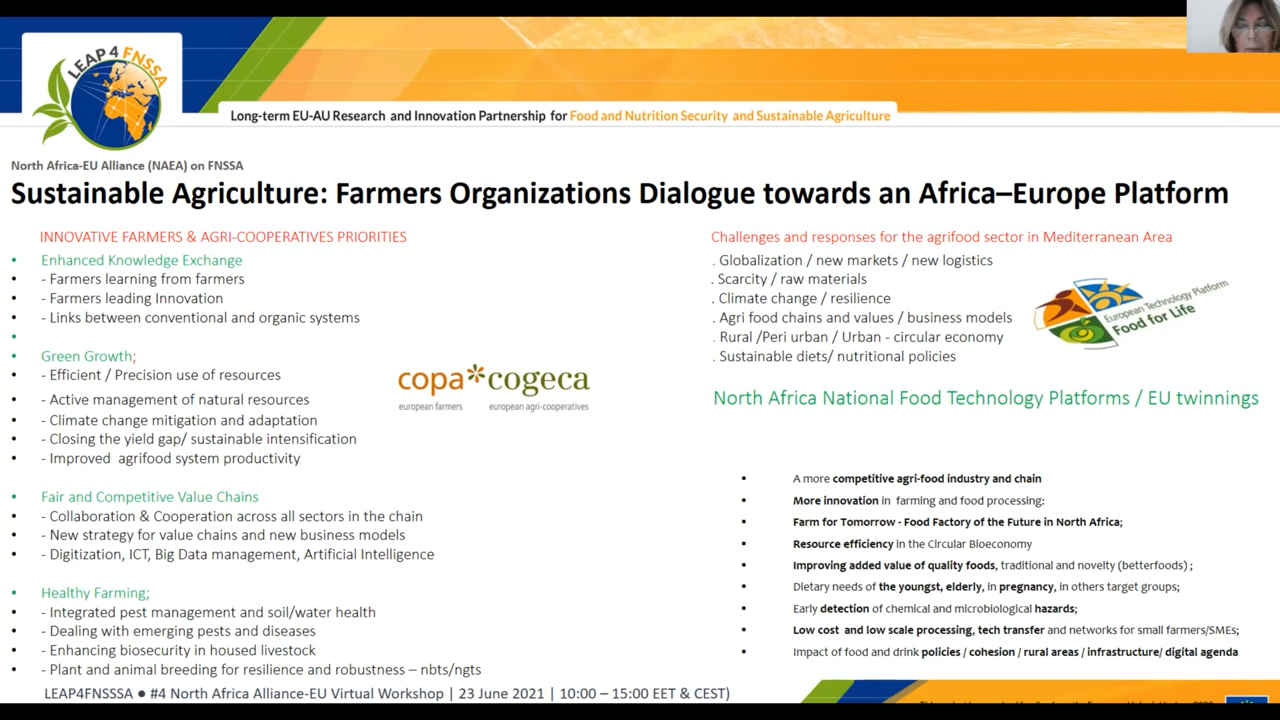 LEAP 4 FNSSA
Long-term EU-AU Research and Innovation Partnership for Food and Nutrition Security and Sustainable Agriculture
North Africa-EU Alliance (NAEA) on FNSSA
Sustainable Agriculture: Farmers Organizations Dialogue towards an Africa–Europe Platform
INNOVATIVE FARMERS & AGRI-COOPERATIVES PRIORITIES
• Enhanced Knowledge Exchange
• - Farmers learning from farmers
• - Farmers leading Innovation
• - Links between conventional and organic systems
•
• Green Growth;
• - Efficient / Precision use of resources
• - Active management of natural resources
• - Climate change mitigation and adaptation
• - Closing the yield gap/ sustainable intensification
• - Improved agrifood system productivity
• Fair and Competitive Value Chains
• - Collaboration & Cooperation across all sectors in the chain
• - New strategy for value chains and new business models
• - Digitization, ICT, Big Data management, Artificial Intelligence
• Healthy Farming;
• - Integrated pest management and soil/water health
• - Dealing with emerging pests and diseases
• - Enhancing biosecurity in housed livestock
• - Plant and animal breeding for resilience and robustness – nbts/ngts
copa*cogeca
european farmers european agri-cooperatives
Challenges and responses for the agrifood sector in Mediterranean Area
. Globalization / new markets / new logistics
. Scarcity / raw materials
. Climate change / resilience
. Agri food chains and values / business models
. Rural /Peri urban / Urban - circular economy
. Sustainable diets/ nutritional policies
European Technology Platform
Food for Life
North Africa National Food Technology Platforms / EU twinnings
▪ A more competitive agri-food industry and chain
▪ More innovation in farming and food processing:
▪ Farm for Tomorrow - Food Factory of the Future in North Africa;
▪ Resource efficiency in the Circular Bioeconomy
▪ Improving added value of quality foods, traditional and novelty (betterfoods) ;
▪ Dietary needs of the youngst, elderly, in pregnancy, in others target groups;
▪ Early detection of chemical and microbiological hazards;
▪ Low cost and low scale processing, tech transfer and networks for small farmers/SMEs;
▪ Impact of food and drink policies / cohesion / rural areas / infrastructure/ digital agenda
LEAP4FNSSSA ● #4 North Africa Alliance-EU Virtual Workshop | 23 June 2021 | 10:00 – 15:00 EET & CEST)